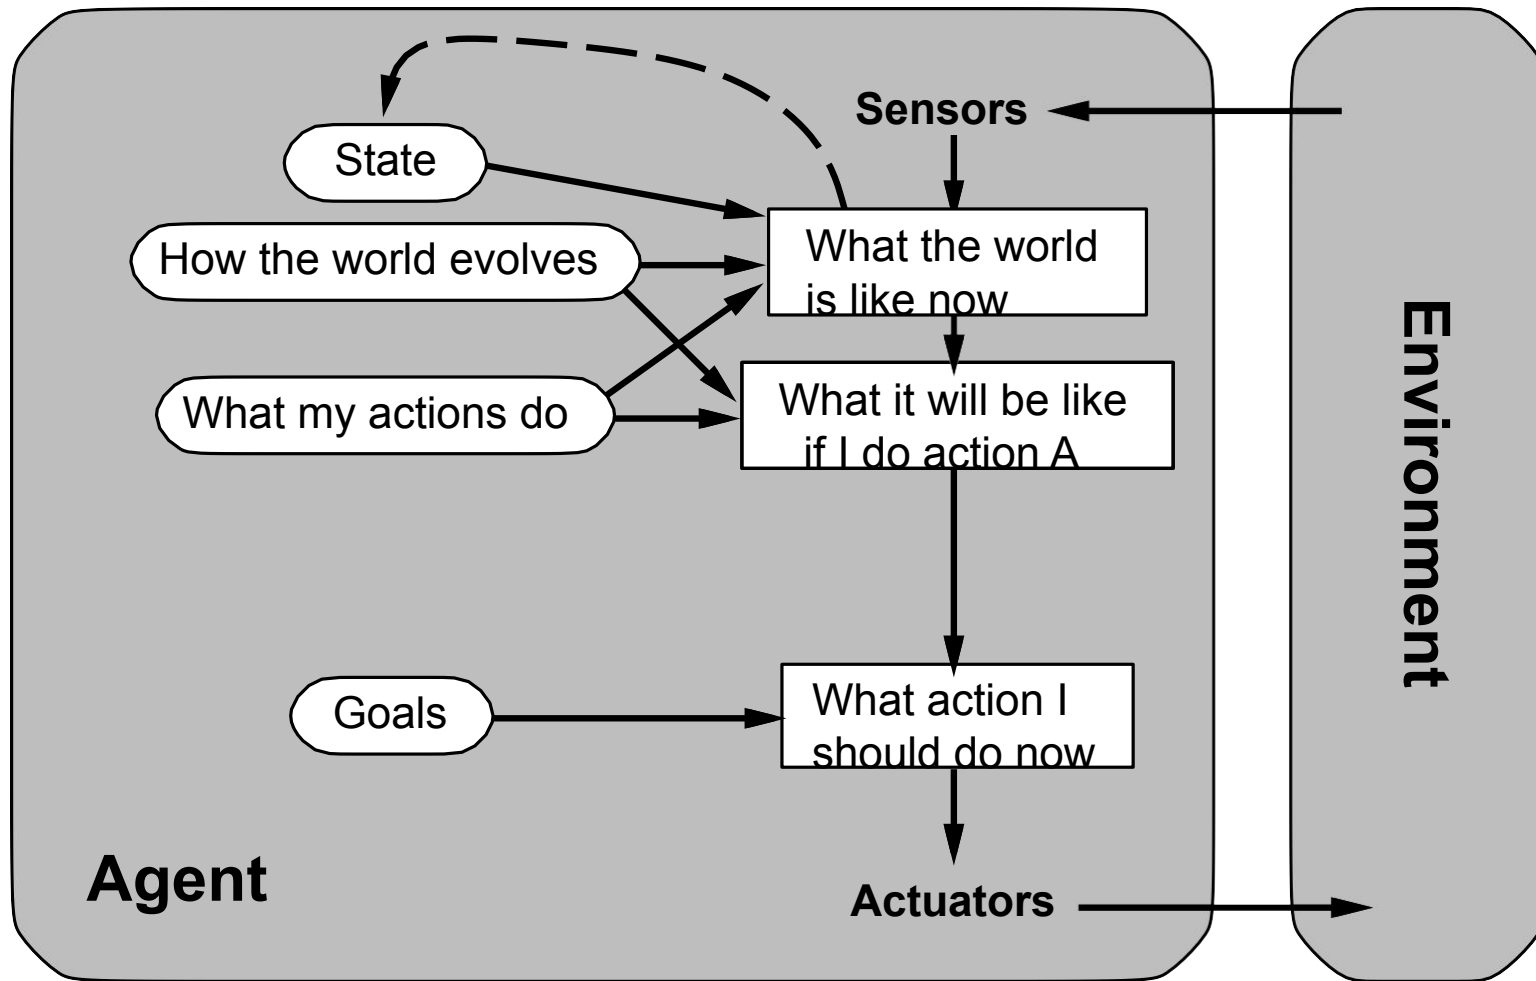 Sensors
State
What the world
is like now
How the world evolves
What it will be like
if I do action A
What my actions do
Environment
What action I
should do now
Goals
Agent
Actuators